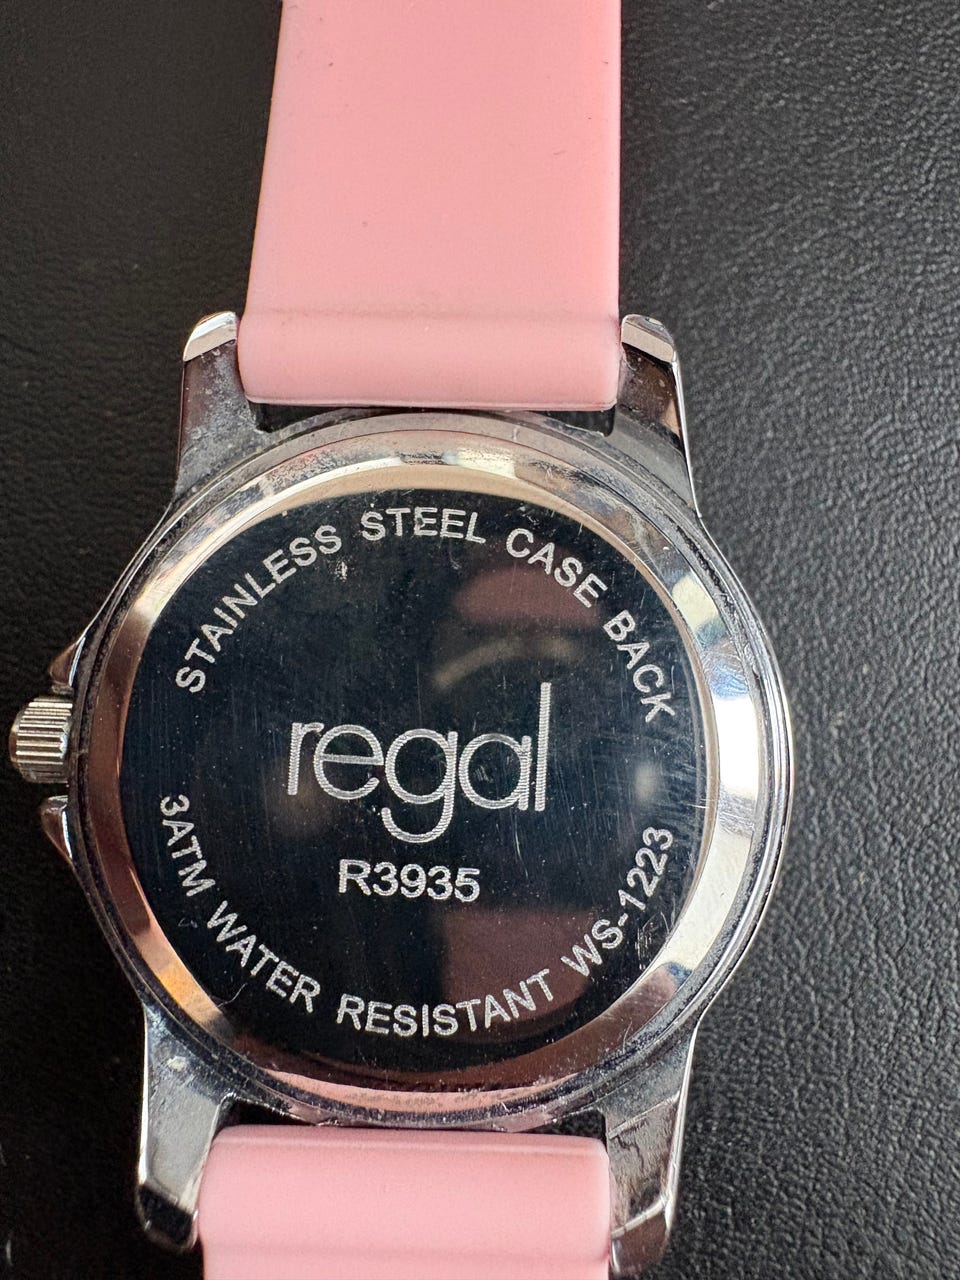 STAINLESS STEEL CASE BACK
regal
R3935
3ATM WATER RESISTANT WS-1223